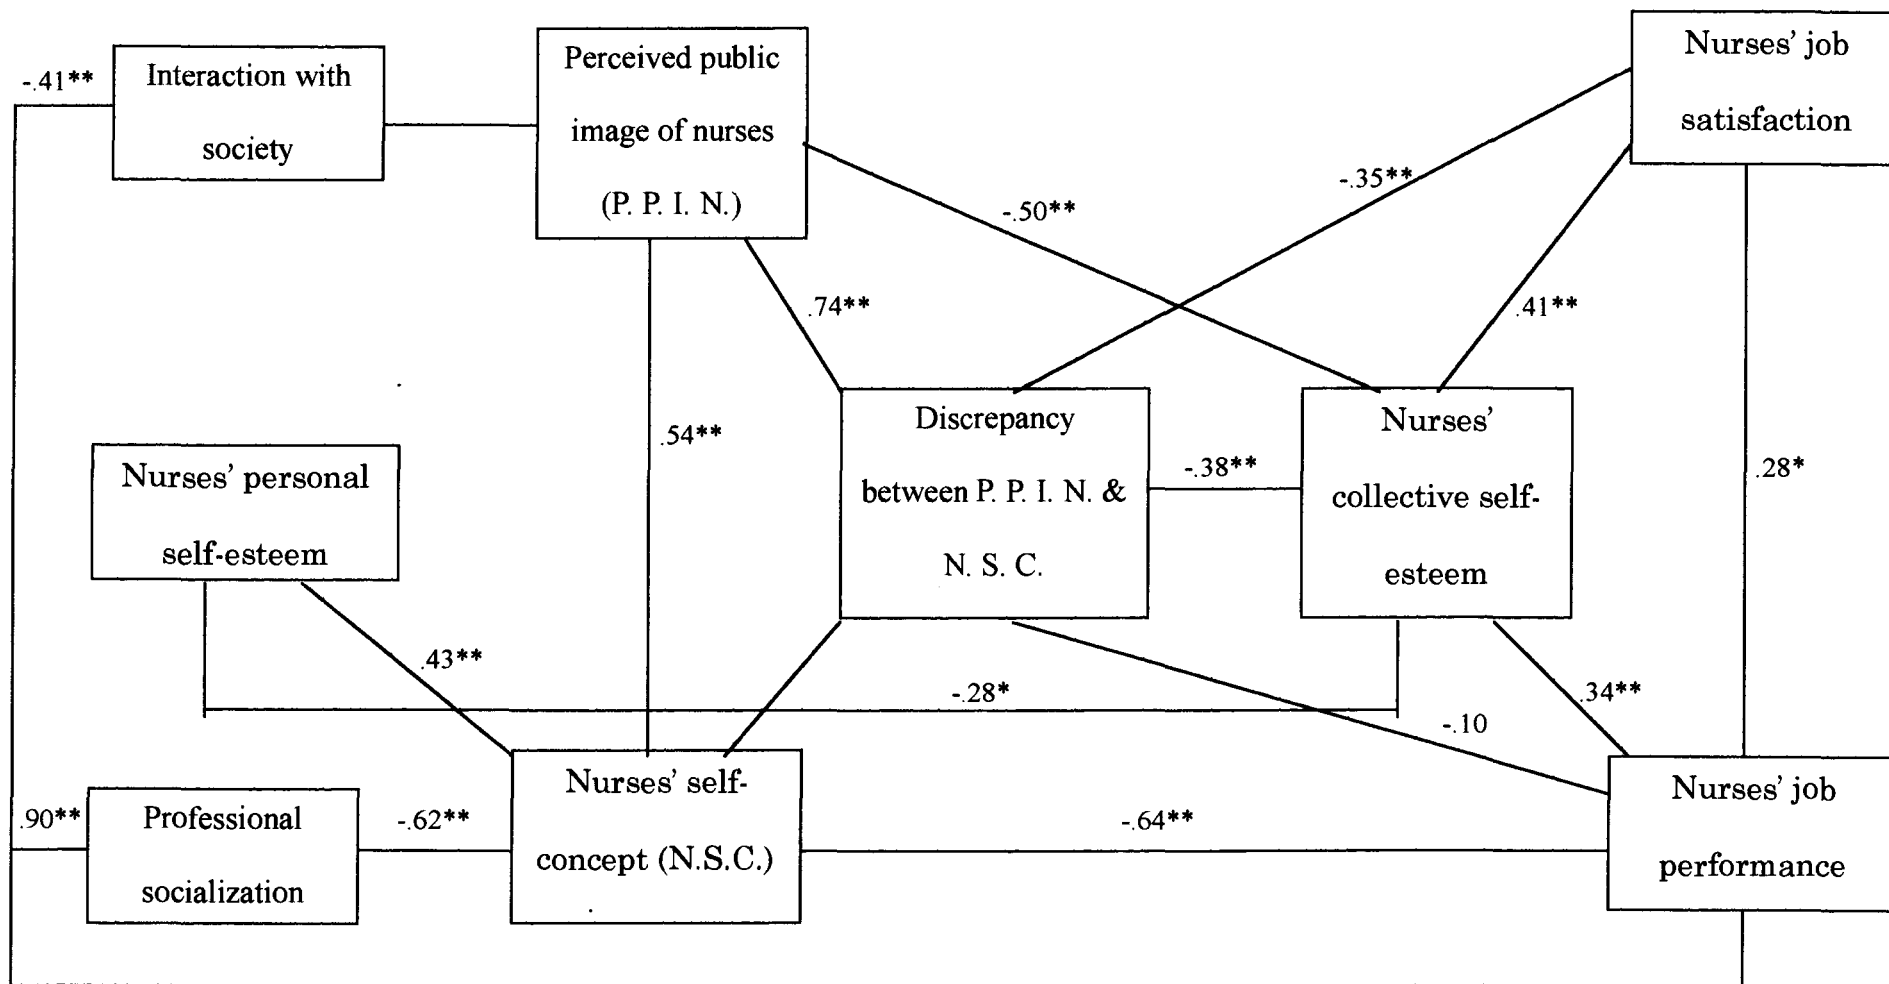 -.41**
Interaction with
society
Perceived public
image of nurses
(P. P. I. N.)
Nurses’ job
satisfaction
-.35**
-.50**
.74**
.41**
.54**
Nurses’ personal
self-esteem
Discrepancy
between P. P. I. N. &
N. S. C.
-.38**
Nurses’
collective self-
esteem
.28*
.43**
-.28*
.34**
-.10
.90**
Professional
socialization
-.62**
Nurses’ self-
concept (N.S.C.)
-.64**
Nurses’ job
performance